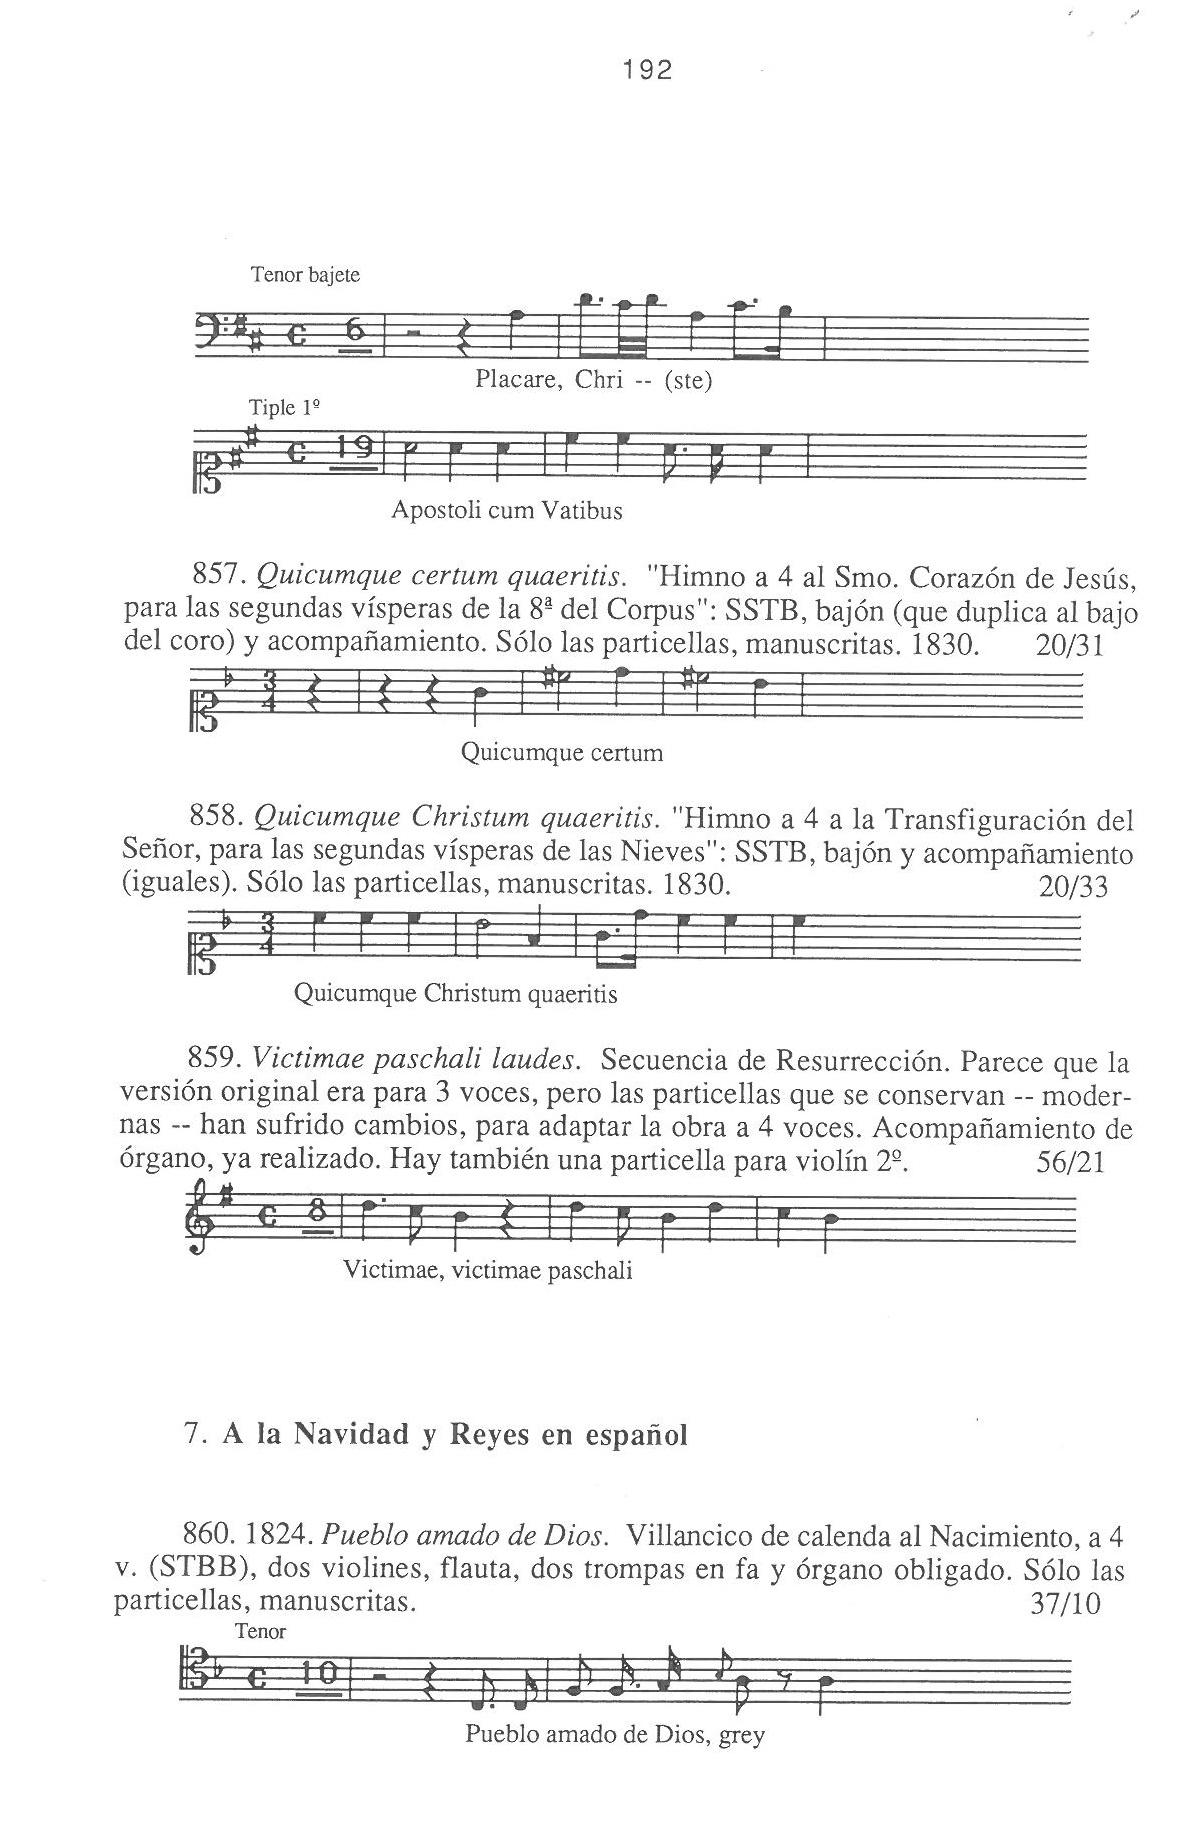 192
Tenor bajete
6
Placare, Chri -- (ste)
Tiple 1º
19
Apostoli cum Vatibus
857. Quicumque certum quaeritis. "Himno a 4 al Smo. Corazón de Jesús,
para las segundas vísperas de la 8ª del Corpus": SSTB, bajón (que duplica al bajo
del coro) y acompañamiento. Sólo las particellas, manuscritas. 1830. 20/31
3
4
Quicumque certum
858. Quicumque Christum quaeritis. "Himno a 4 a la Transfiguración del
Señor, para las segundas vísperas de las Nieves": SSTB, bajón y acompañamiento
(iguales). Sólo las particellas, manuscritas. 1830. 20/33
3
4
Quicumque Christum quaeritis
859. Victimae paschali laudes. Secuencia de Resurrección. Parece que la
versión original era para 3 voces, pero las particellas que se conservan -- moder-
nas -- han sufrido cambios, para adaptar la obra a 4 voces. Acompañamiento de
órgano, ya realizado. Hay también una particella para violín 2º. 56/21
8
Victimae, victimae paschali
7. A la Navidad y Reyes en español
860. 1824. Pueblo amado de Dios. Villancico de calenda al Nacimiento, a 4
v. (STBB), dos violines, flauta, dos trompas en fa y órgano obligado. Sólo las
particellas, manuscritas. 37/10
Tenor
10
Pueblo amado de Dios, grey